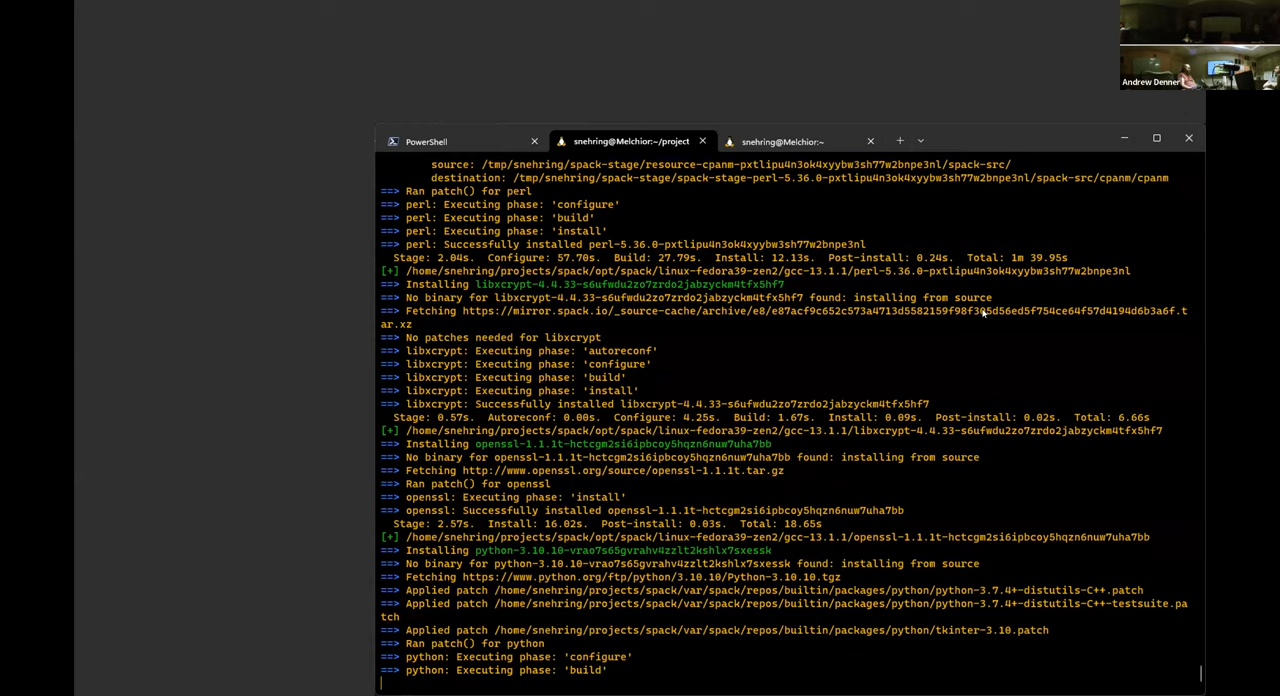 Andrew Denner
PowerShell
snehring@Melchior:~/project
snehring@Melchior:~
source: /tmp/snehring/spack-stage/resource-cpanm-pxtlipu4n3ok4xyybw3sh77w2bnpe3nl/spack-src/
destination: /tmp/snehring/spack-stage/spack-stage-perl-5.36.0-pxtlipu4n3ok4xyybw3sh77w2bnpe3nl/spack-src/cpanm/cpanm
==> Ran patch() for perl
==> perl: Executing phase: 'configure'
==> perl: Executing phase: 'build'
==> perl: Executing phase: 'install'
==> perl: Successfully installed perl-5.36.0-pxtlipu4n3ok4xyybw3sh77w2bnpe3nl
Stage: 2.04s. Configure: 57.70s. Build: 27.79s. Install: 12.13s. Post-install: 0.24s. Total: 1m 39.95s
[+] /home/snehring/projects/spack/opt/spack/linux-fedora39-zen2/gcc-13.1.1/perl-5.36.0-pxtlipu4n3ok4xyybw3sh77w2bnpe3nl
==> Installing libxcrypt-4.4.33-s6ufwdu2zo7zrdo2jabzyckm4tfx5hf7
==> No binary for libxcrypt-4.4.33-s6ufwdu2zo7zrdo2jabzyckm4tfx5hf7 found: installing from source
==> Fetching https://mirror.spack.io/_source-cache/archive/e8/e87acf9c652c573a4713d5582159f98f305d56ed5f754ce64f57d4194d6b3a6f.t
ar.xz
==> No patches needed for libxcrypt
==> libxcrypt: Executing phase: 'autoreconf'
==> libxcrypt: Executing phase: 'configure'
==> libxcrypt: Executing phase: 'build'
==> libxcrypt: Executing phase: 'install'
==> libxcrypt: Successfully installed libxcrypt-4.4.33-s6ufwdu2zo7zrdo2jabzyckm4tfx5hf7
Stage: 0.57s. Autoreconf: 0.00s. Configure: 4.25s. Build: 1.67s. Install: 0.09s. Post-install: 0.02s. Total: 6.66s
[+] /home/snehring/projects/spack/opt/spack/linux-fedora39-zen2/gcc-13.1.1/libxcrypt-4.4.33-s6ufwdu2zo7zrdo2jabzyckm4tfx5hf7
==> Installing openssl-1.1.1t-hctcgm2si6ipbcoy5hqzn6nuw7uha7bb
==> No binary for openssl-1.1.1t-hctcgm2si6ipbcoy5hqzn6nuw7uha7bb found: installing from source
==> Fetching http://www.openssl.org/source/openssl-1.1.1t.tar.gz
==> Ran patch() for openssl
==> openssl: Executing phase: 'install'
==> openssl: Successfully installed openssl-1.1.1t-hctcgm2si6ipbcoy5hqzn6nuw7uha7bb
Stage: 2.57s. Install: 16.02s. Post-install: 0.03s. Total: 18.65s
[+] /home/snehring/projects/spack/opt/spack/linux-fedora39-zen2/gcc-13.1.1/openssl-1.1.1t-hctcgm2si6ipbcoy5hqzn6nuw7uha7bb
==> Installing python-3.10.10-vrao7s65gvrahv4zzlt2kshlx7sxessk
==> No binary for python-3.10.10-vrao7s65gvrahv4zzlt2kshlx7sxessk found: installing from source
==> Fetching https://www.python.org/ftp/python/3.10.10/Python-3.10.10.tgz
==> Applied patch /home/snehring/projects/spack/var/spack/repos/builtin/packages/python/python-3.7.4+-distutils-C++.patch
==> Applied patch /home/snehring/projects/spack/var/spack/repos/builtin/packages/python/python-3.7.4+-distutils-C++-testsuite.pa
tch
==> Applied patch /home/snehring/projects/spack/var/spack/repos/builtin/packages/python/tkinter-3.10.patch
==> Ran patch() for python
==> python: Executing phase: 'configure'
==> python: Executing phase: 'build'